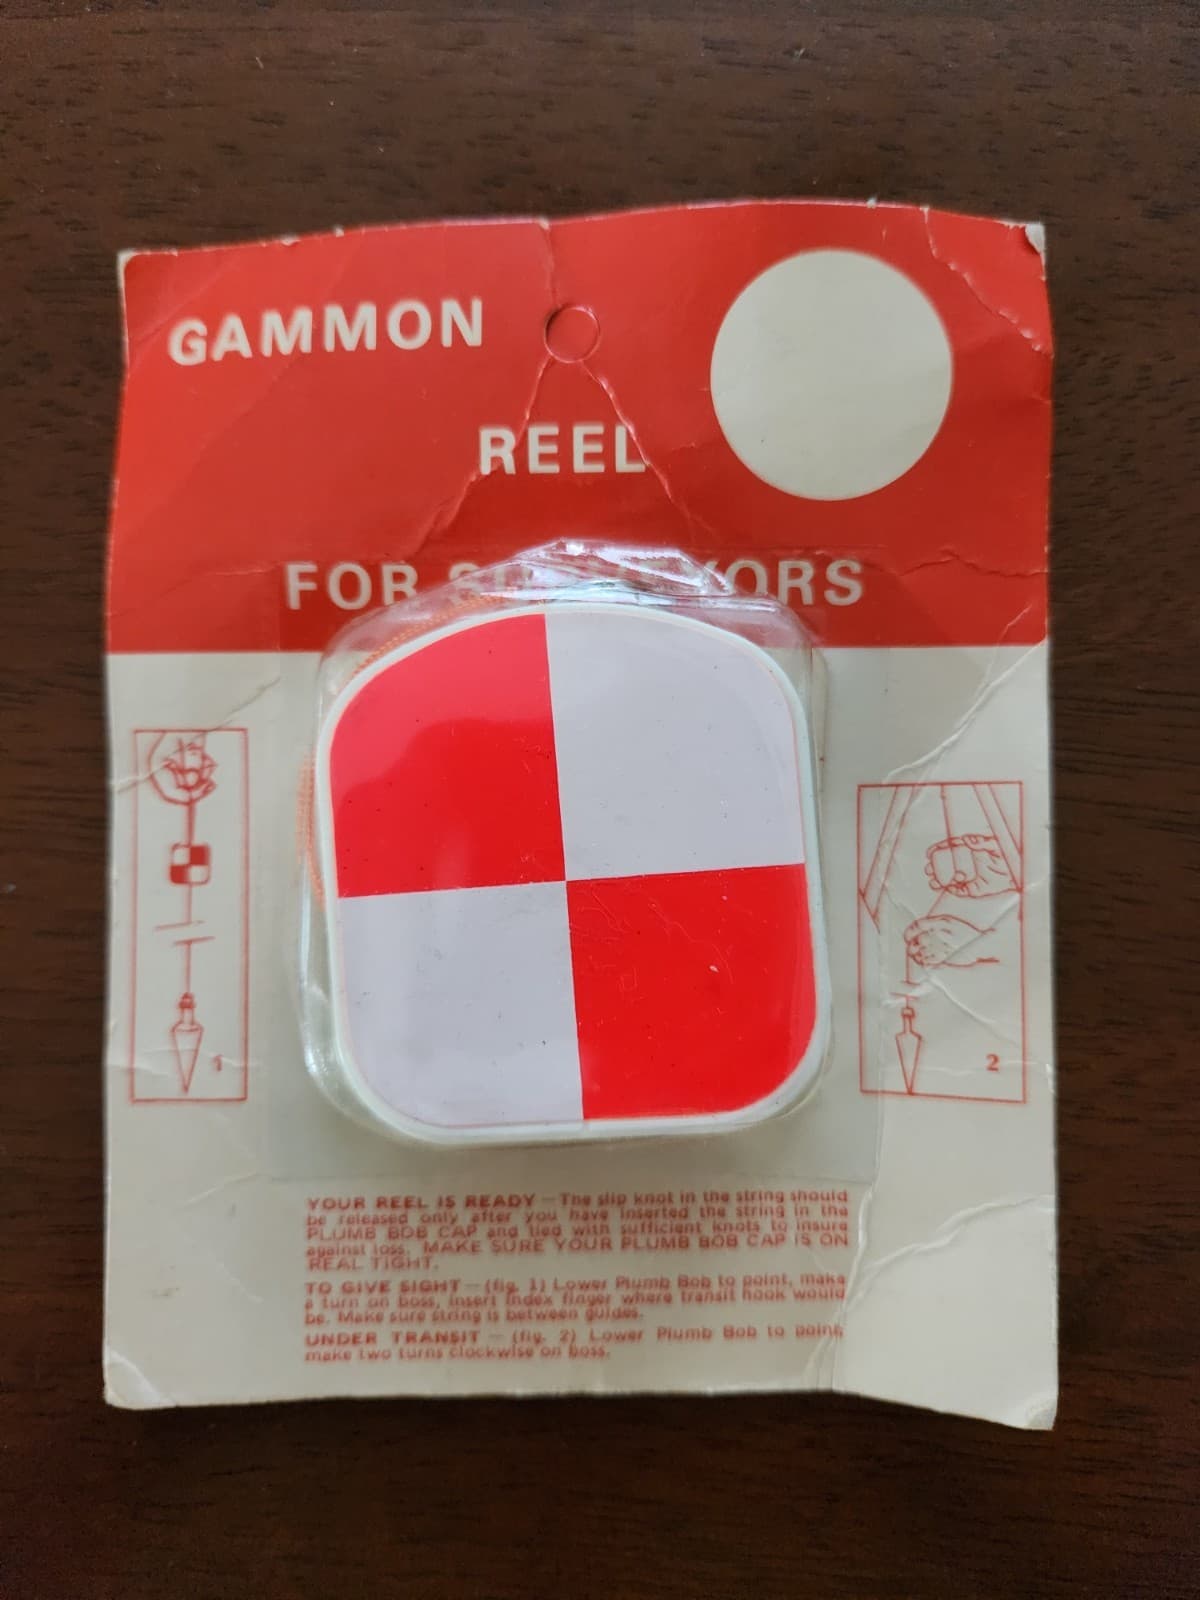 GAMMON
REEL
FOR ORS
1
2
YOUR REEL IS READY — The slip knot in the string should
be released only after you have inserted the string in the
PLUMB BOB CAP and tied with sufficient knots to insure
against loss. MAKE SURE YOUR PLUMB BOB CAP IS ON
REAL TIGHT.
TO GIVE SIGHT — (fig. 1) Lower Plumb Bob to point, make
a turn on boss, insert index finger where transit hook would
be. Make sure string is between guides.
UNDER TRANSIT — (fig. 2) Lower Plumb Bob to point,
make two turns clockwise on boss.